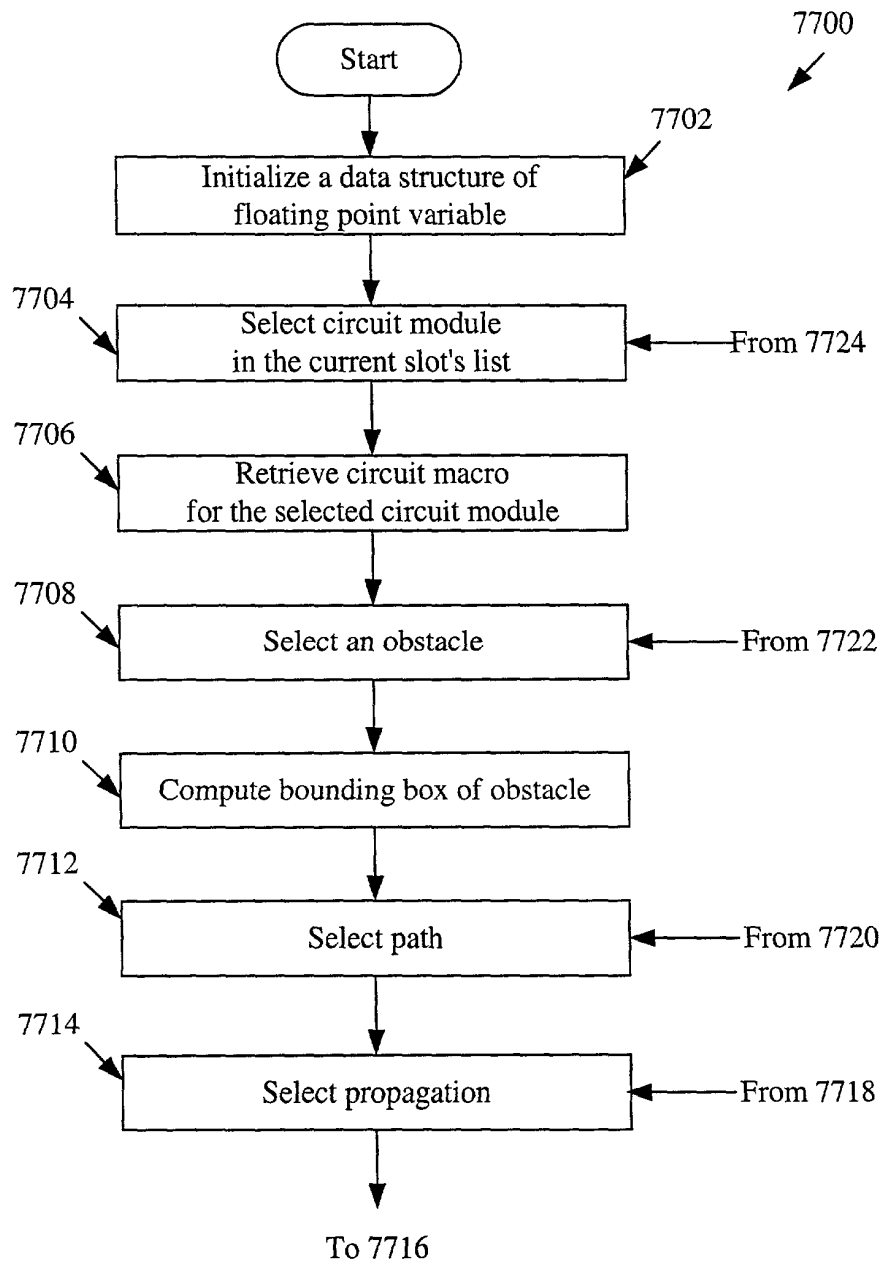 7700
Start
7702
Initialize a data structure of
floating point variable
7704
Select circuit module
in the current slot's list
From 7724
7706
Retrieve circuit macro
for the selected circuit module
7708
Select an obstacle
From 7722
7710
Compute bounding box of obstacle
7712
Select path
From 7720
7714
Select propagation
From 7718
To 7716